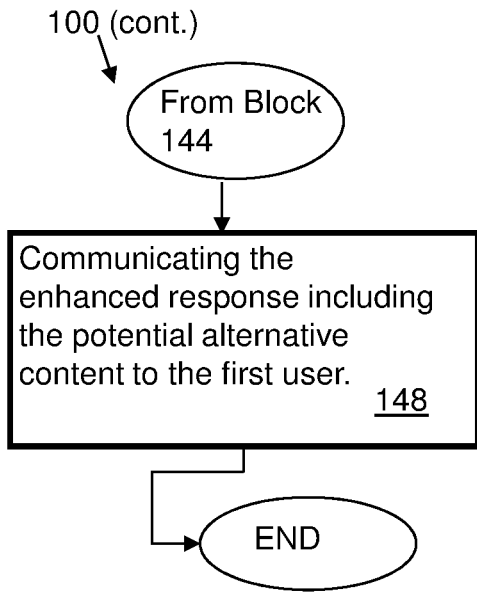 100 (cont.)
From Block
144
Communicating the
enhanced response including
the potential alternative
content to the first user.
148
END